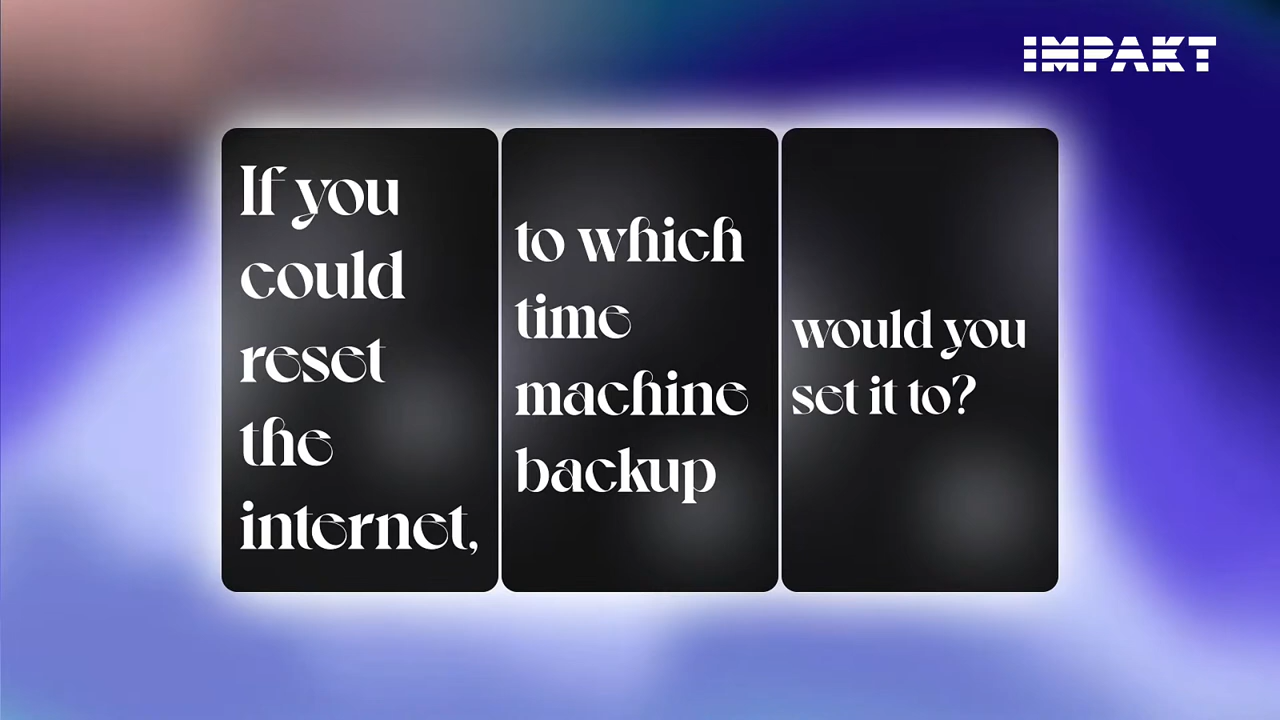 IMPAKT
If you
could
reset
the
internet,
to which
time
machine
backup
would you
set it to?